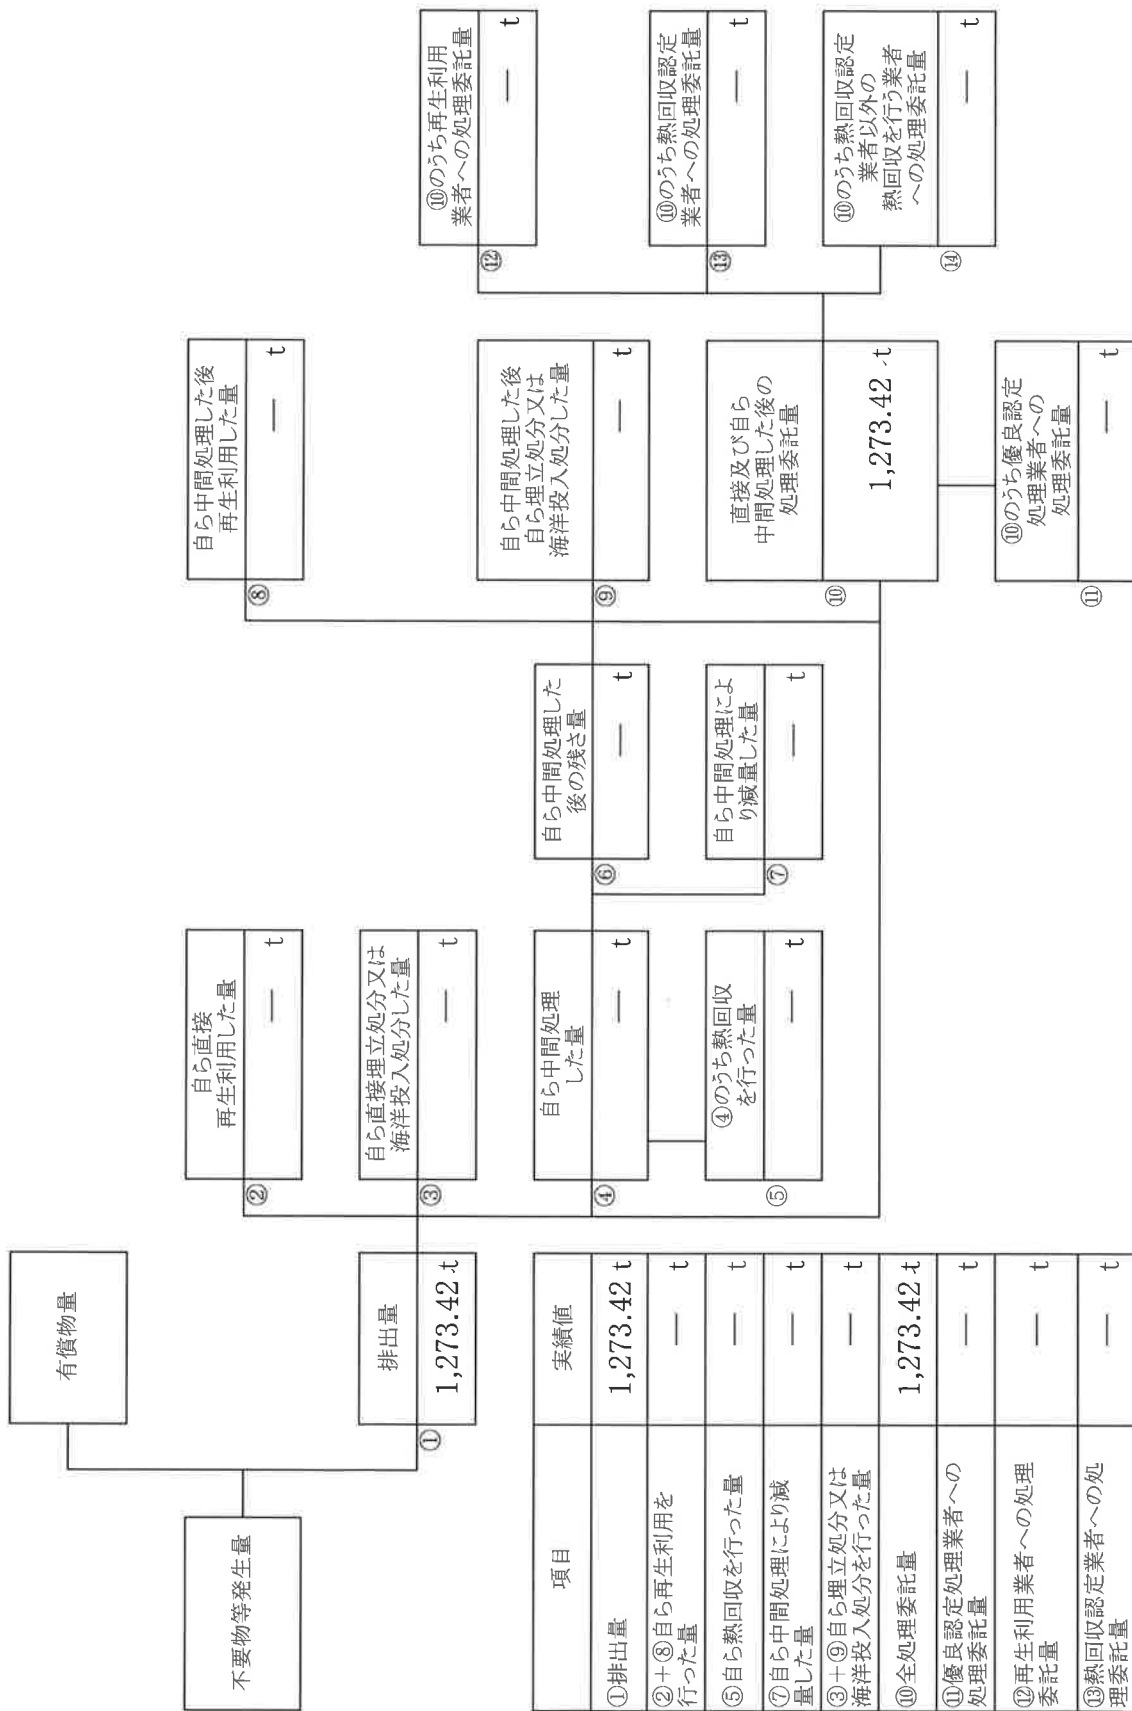 有償物量
不要物等発生量
排出量
①
1,273.42 t
自ら直接
再生利用した量
②
— t
自ら直接埋立処分又は
海洋投入処分した量
③
— t
自ら中間処理
した量
④
— t
④のうち熱回収
を行った量
⑤
— t
自ら中間処理した
後の残さ量
⑥
— t
自ら中間処理によ
り減量した量
⑦
— t
自ら中間処理した後
再生利用した量
⑧
— t
自ら中間処理した後
自ら埋立処分又は
海洋投入処分した量
⑨
— t
直接及び自ら
中間処理した後の
処理委託量
⑩
1,273.42 t
⑩のうち優良認定
処理業者への
処理委託量
⑪
— t
⑩のうち再生利用
業者への処理委託量
⑫
— t
⑩のうち熱回収認定
業者への処理委託量
⑬
— t
⑩のうち熱回収認定
業者以外の
熱回収を行う業者
への処理委託量
⑭
— t
項目 実績値
①排出量 1,273.42 t
②+⑧自ら再生利用を
行った量 — t
⑤自ら熱回収を行った量 — t
⑦自ら中間処理により減
量した量 — t
③+⑨自ら埋立処分又は
海洋投入処分を行った量 — t
⑩全処理委託量 1,273.42 t
⑪優良認定処理業者への
処理委託量 — t
⑫再生利用業者への処理
委託量 — t
⑬熱回収認定業者への処
理委託量 — t